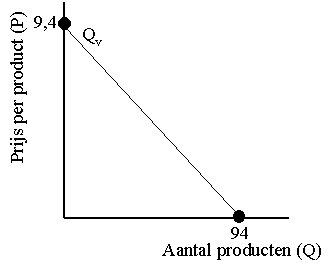 Prijs per product (P)
9,4
Qv
94
Aantal producten (Q)